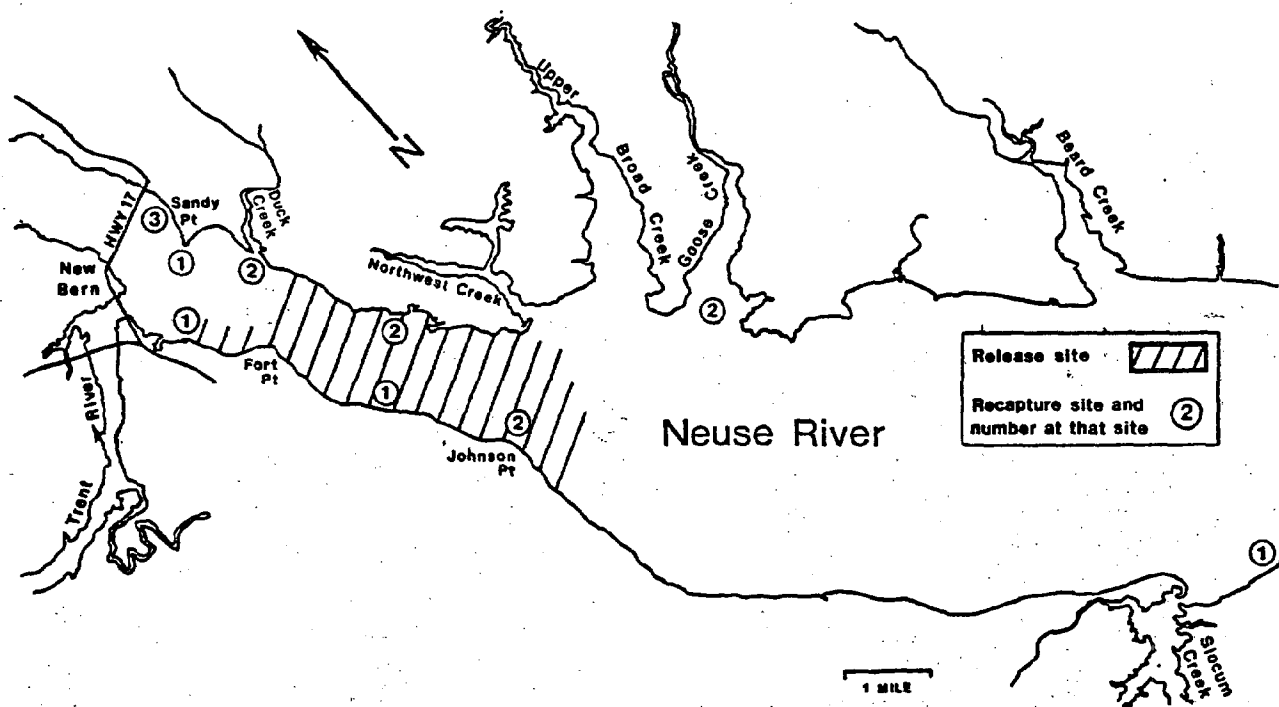 Upper
Broad
Creek
Goose
Creek
Beard Creek
N
HWY 17
3
Sandy
Pt
1
Duck
Creek
2
New
Bern
Northwest Creek
2
1
2
Fort
Pt
1
2
Johnson
Pt
Neuse River
Release site
Recapture site and
number at that site
2
Trent River
1
Slocum
Creek
1 MILE